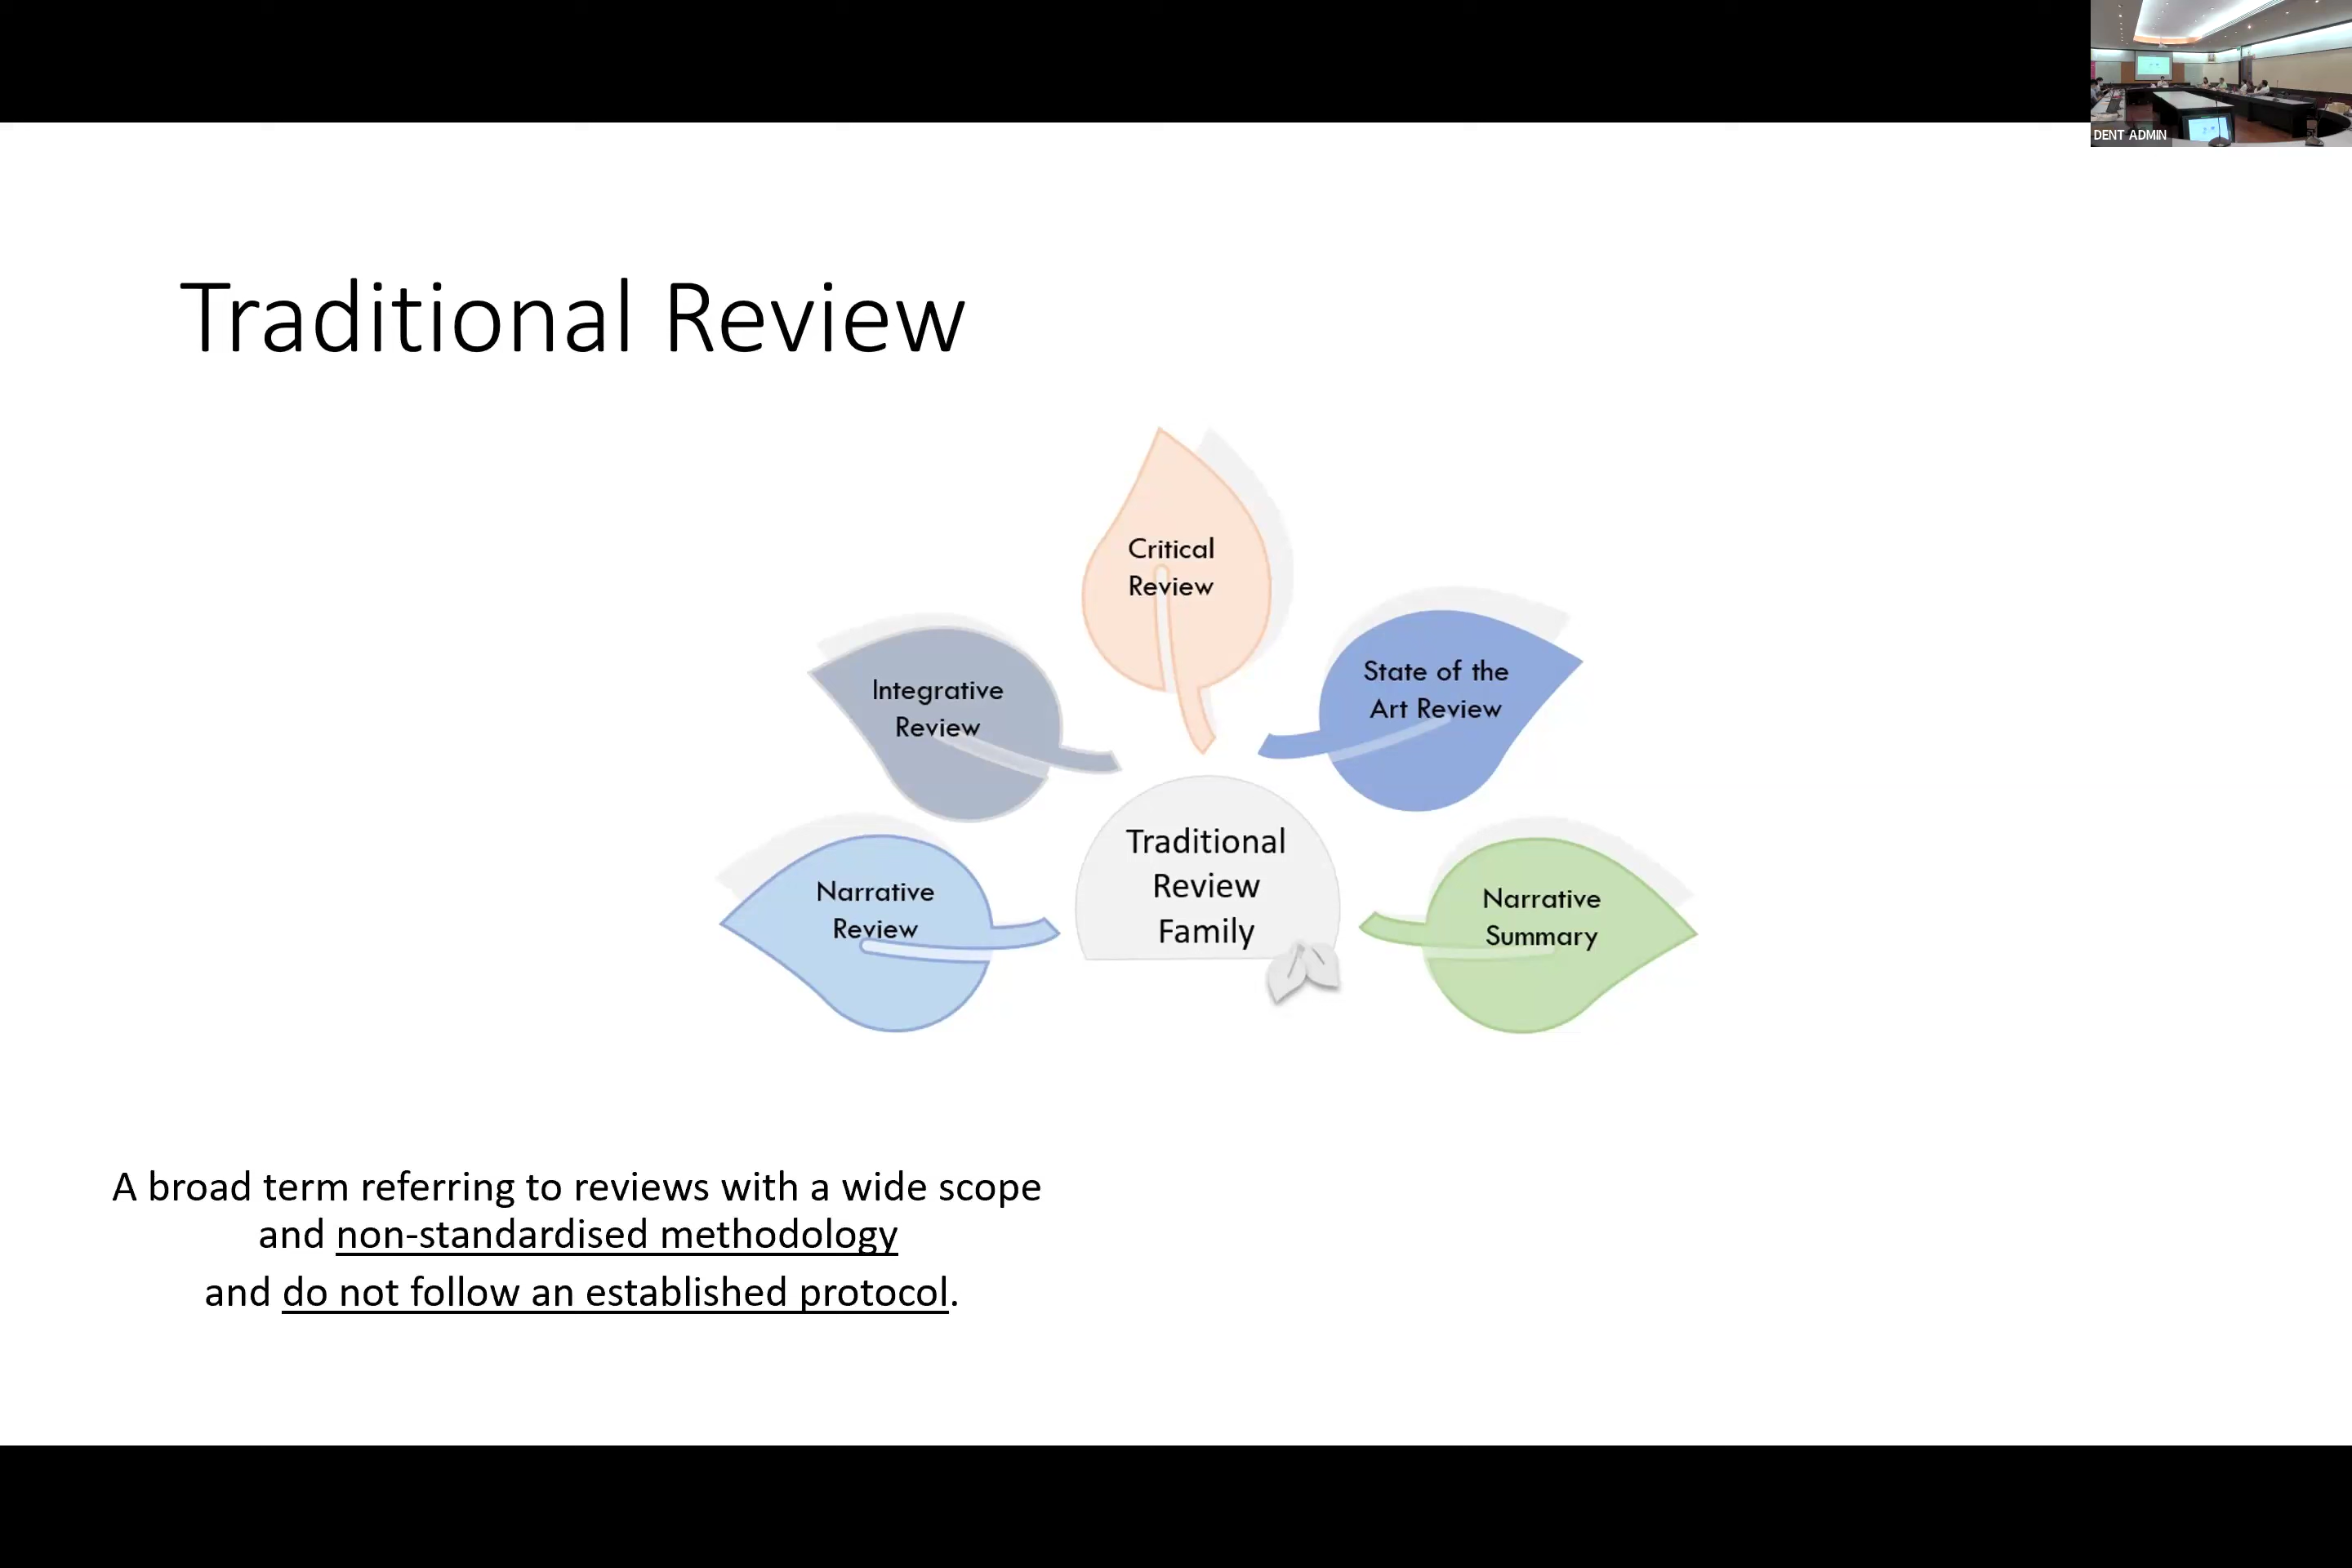 DENT ADMIN
Traditional Review
Critical
Review
Integrative
Review
State of the
Art Review
Traditional
Review
Family
Narrative
Review
Narrative
Summary
A broad term referring to reviews with a wide scope
and non-standardised methodology
and do not follow an established protocol.